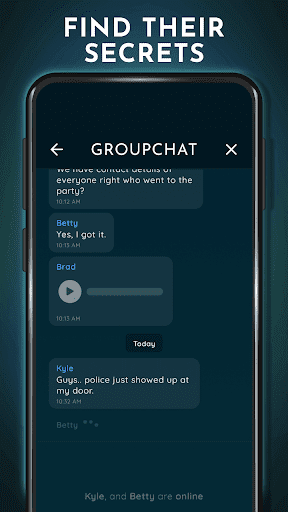 FIND THEIR
SECRETS
GROUPCHAT
We have contact details of
everyone right who went to the
party?
10:12 AM
Betty
Yes, I got it.
10:13 AM
Brad
10:13 AM
Today
Kyle
Guys.. police just showed up at
my door.
10:32 AM
Betty
Kyle, and Betty are online